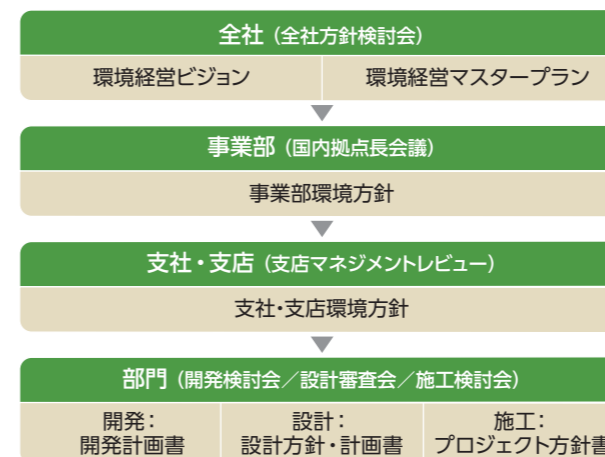 全社（全社方針検討会）
環境経営ビジョン
環境経営マスタープラン
事業部（国内拠点長会議）
事業部環境方針
支社・支店（支店マネジメントレビュー）
支社・支店環境方針
部門（開発検討会／設計審査会／施工検討会）
開発：
開発計画書
設計：
設計方針・計画書
施工：
プロジェクト方針書